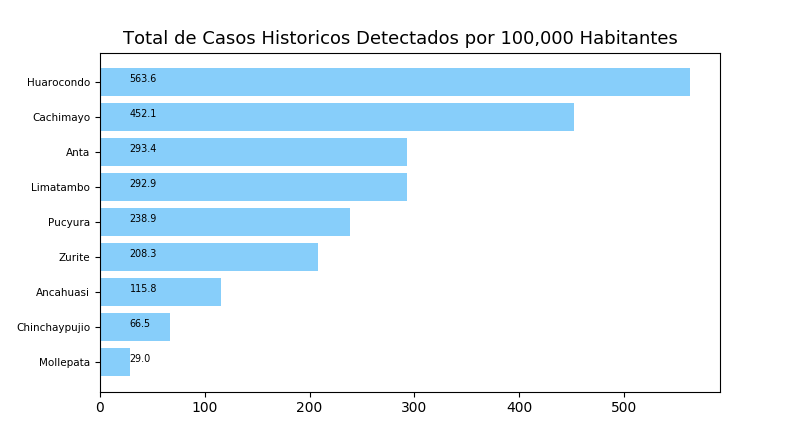 Total de Casos Historicos Detectados por 100,000 Habitantes
Huarocondo 563.6
Cachimayo 452.1
Anta 293.4
Limatambo 292.9
Pucyura 238.9
Zurite 208.3
Ancahuasi 115.8
Chinchaypujio 66.5
Mollepata 29.0
0 100 200 300 400 500